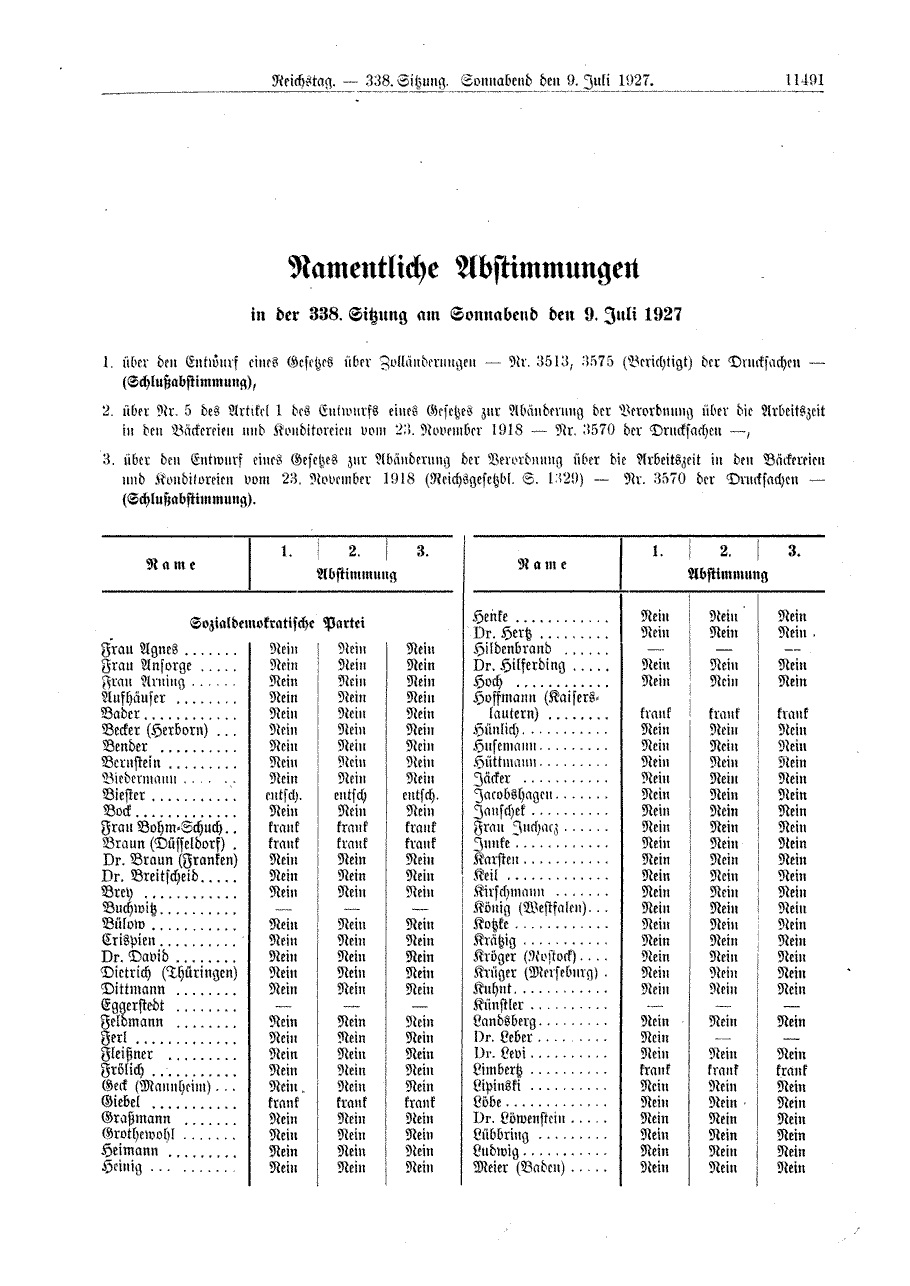 Reichstag. — 338. Sitzung. Sonnabend den 9. Juli 1927. 11491
Namentliche Abstimmungen
in der 338. Sitzung am Sonnabend den 9. Juli 1927
1. über den Entwurf eines Gesetzes über Zolländerungen — Nr. 3513, 3575 (Berichtigt) der Drucksachen —
(Schlußabstimmung),
2. über Nr. 5 des Artikel 1 des Entwurfs eines Gesetzes zur Abänderung der Verordnung über die Arbeitszeit
in den Bäckereien und Konditoreien vom 23. November 1918 — Nr. 3570 der Drucksachen —,
3. über den Entwurf eines Gesetzes zur Abänderung der Verordnung über die Arbeitszeit in den Bäckereien
und Konditoreien vom 23. November 1918 (Reichsgesetzbl. S. 1329) — Nr. 3570 der Drucksachen —
(Schlußabstimmung).
Name 1. 2. 3.
Abstimmung
Sozialdemokratische Partei
Frau Agnes ....... Nein Nein Nein
Frau Ansorge ..... Nein Nein Nein
Frau Arning ...... Nein Nein Nein
Aufhäuser ........ Nein Nein Nein
Bader ............ Nein Nein Nein
Becker (Herborn) ... Nein Nein Nein
Bender .......... Nein Nein Nein
Bernstein ......... Nein Nein Nein
Biedermann .... .. Nein Nein Nein
Biester ........... entsch. entsch entsch.
Bock ............. Nein Nein Nein
Frau Bohm-Schuch .. krank krank krank
Braun (Düsseldorf) . krank krank krank
Dr. Braun (Franken) Nein Nein Nein
Dr. Breitscheid ..... Nein Nein Nein
Brey ............ Nein Nein Nein
Buchwitz .......... — — —
Bülow ........... Nein Nein Nein
Crispien .......... Nein Nein Nein
Dr. David ........ Nein Nein Nein
Dietrich (Thüringen) Nein Nein Nein
Dittmann ........ Nein Nein Nein
Eggerstedt ........ — — —
Feldmann ........ Nein Nein Nein
Ferl ............. Nein Nein Nein
Fleißner ......... Nein Nein Nein
Frölich ........... Nein Nein Nein
Geck (Mannheim) ... Nein Nein Nein
Giebel ........... krank krank krank
Graßmann ....... Nein Nein Nein
Grothewohl ....... Nein Nein Nein
Heimann ......... Nein Nein Nein
Heinig ... ....... Nein Nein Nein
Name 1. 2. 3.
Abstimmung
Henke ............ Nein Nein Nein
Dr. Hertz ......... Nein Nein Nein
Hildenbrand ...... — — —
Dr. Hilferding ..... Nein Nein Nein
Hoch ............ Nein Nein Nein
Hoffmann (Kaisers-
lautern) ........ krank krank krank
Hünlich ........... Nein Nein Nein
Husemann ......... Nein Nein Nein
Hüttmann ......... Nein Nein Nein
Jäcker ........... Nein Nein Nein
Jacobshagen ....... Nein Nein Nein
Janschek .......... Nein Nein Nein
Frau Juchacz ...... Nein Nein Nein
Junke ............ Nein Nein Nein
Karsten ........... Nein Nein Nein
Keil ............. Nein Nein Nein
Kirschmann ....... Nein Nein Nein
König (Westfalen) ... Nein Nein Nein
Kotzke ........... Nein Nein Nein
Krätzig ........... Nein Nein Nein
Kröger (Rostock) .... Nein Nein Nein
Krüger (Merseburg) . Nein Nein Nein
Kuhnt ............ Nein Nein Nein
Künstler .......... — — —
Landsberg ......... Nein Nein Nein
Dr. Leber ......... Nein — —
Dr. Levi .......... Nein Nein Nein
Limbertz .......... krank krank krank
Lipinski .......... Nein Nein Nein
Löbe ............. Nein Nein Nein
Dr. Löwenstein ..... Nein Nein Nein
Lübbring ......... Nein Nein Nein
Ludwig ........... Nein Nein Nein
Meier (Baden) ..... Nein Nein Nein